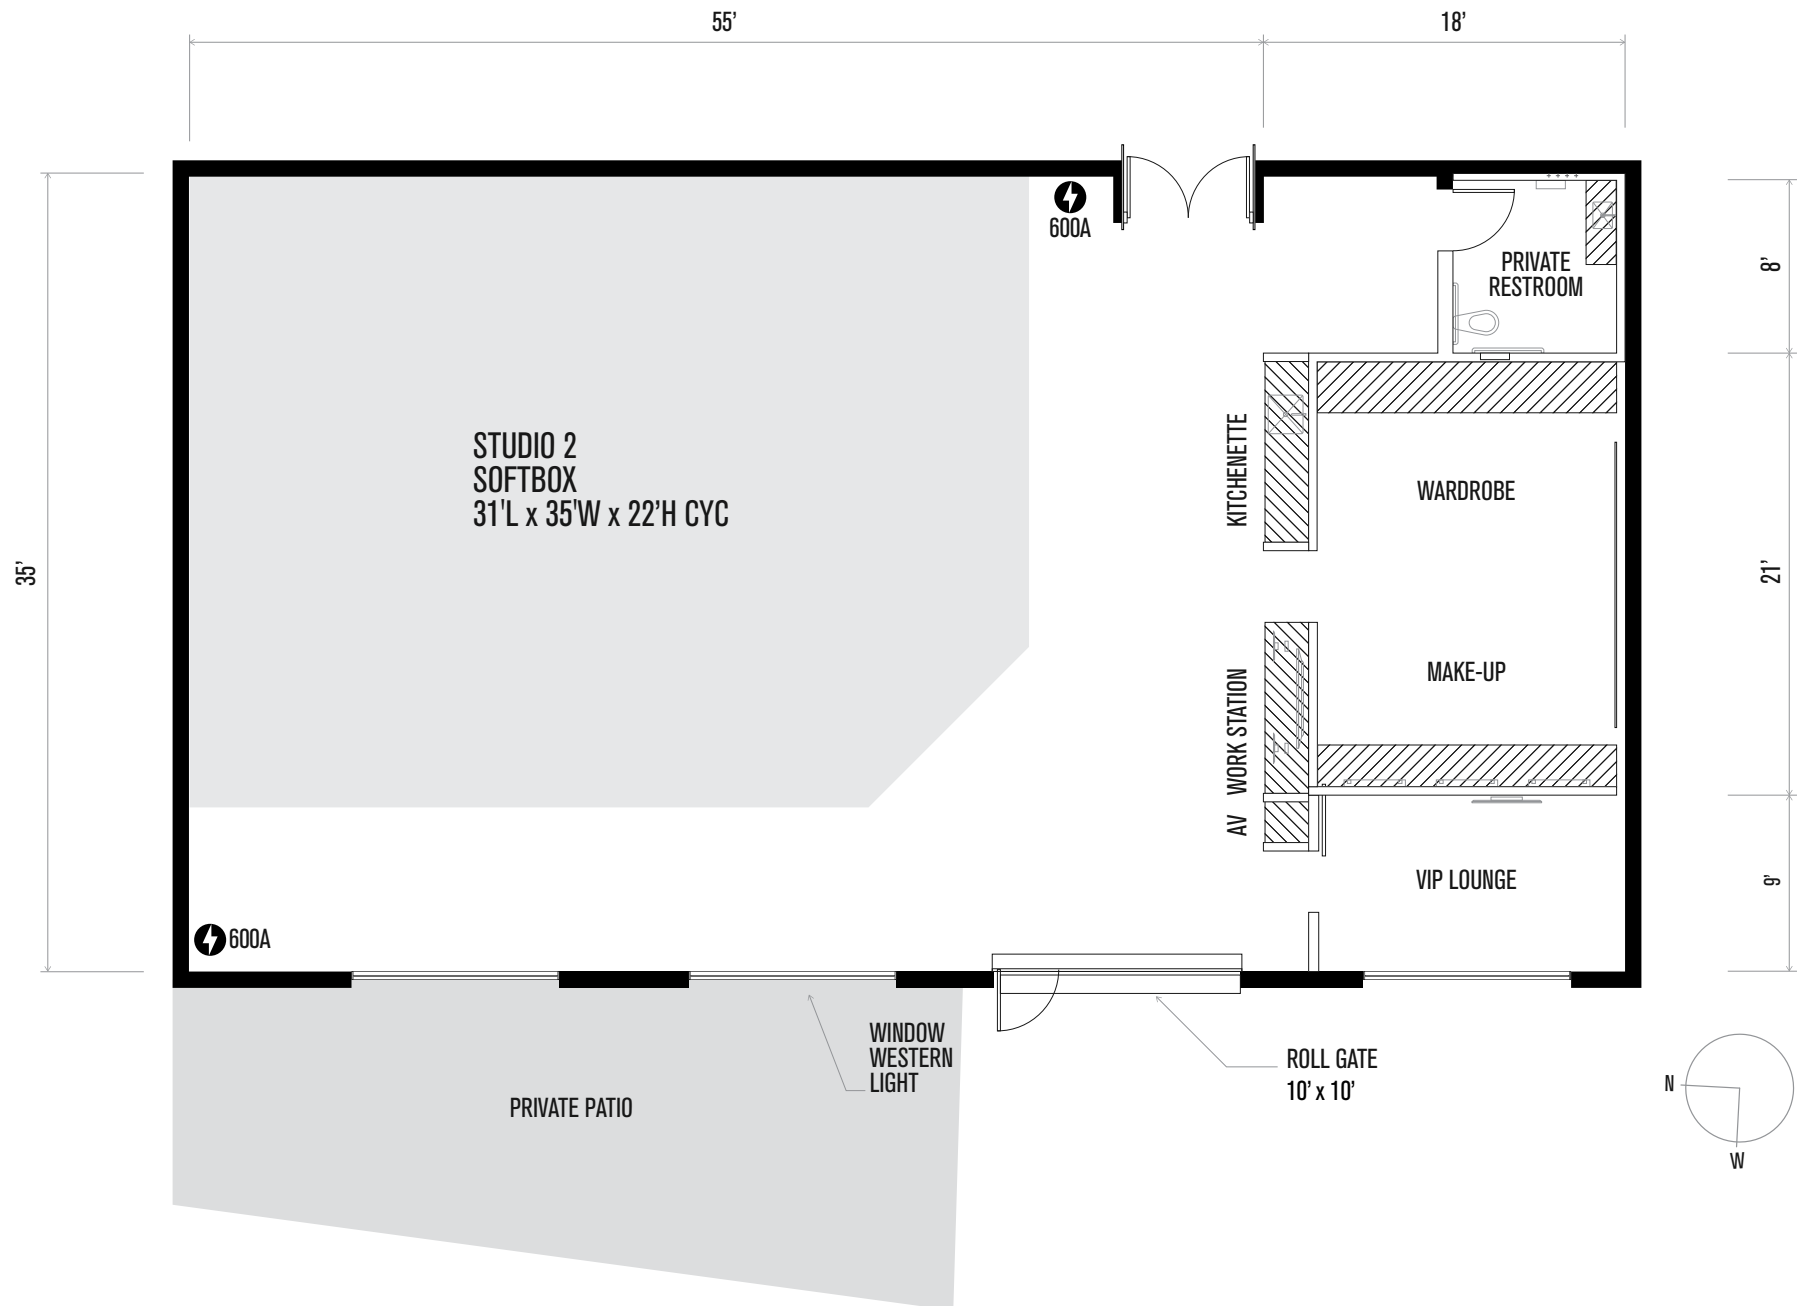 55’
18’
600A
PRIVATE
RESTROOM
8’
STUDIO 2
SOFTBOX
31'L x 35'W x 22’H CYC
KITCHENETTE
WARDROBE
35’
21’
MAKE-UP
WORK STATION
AV
VIP LOUNGE
9’
600A
WINDOW
WESTERN
LIGHT
ROLL GATE
10’ x 10’
PRIVATE PATIO
N
W